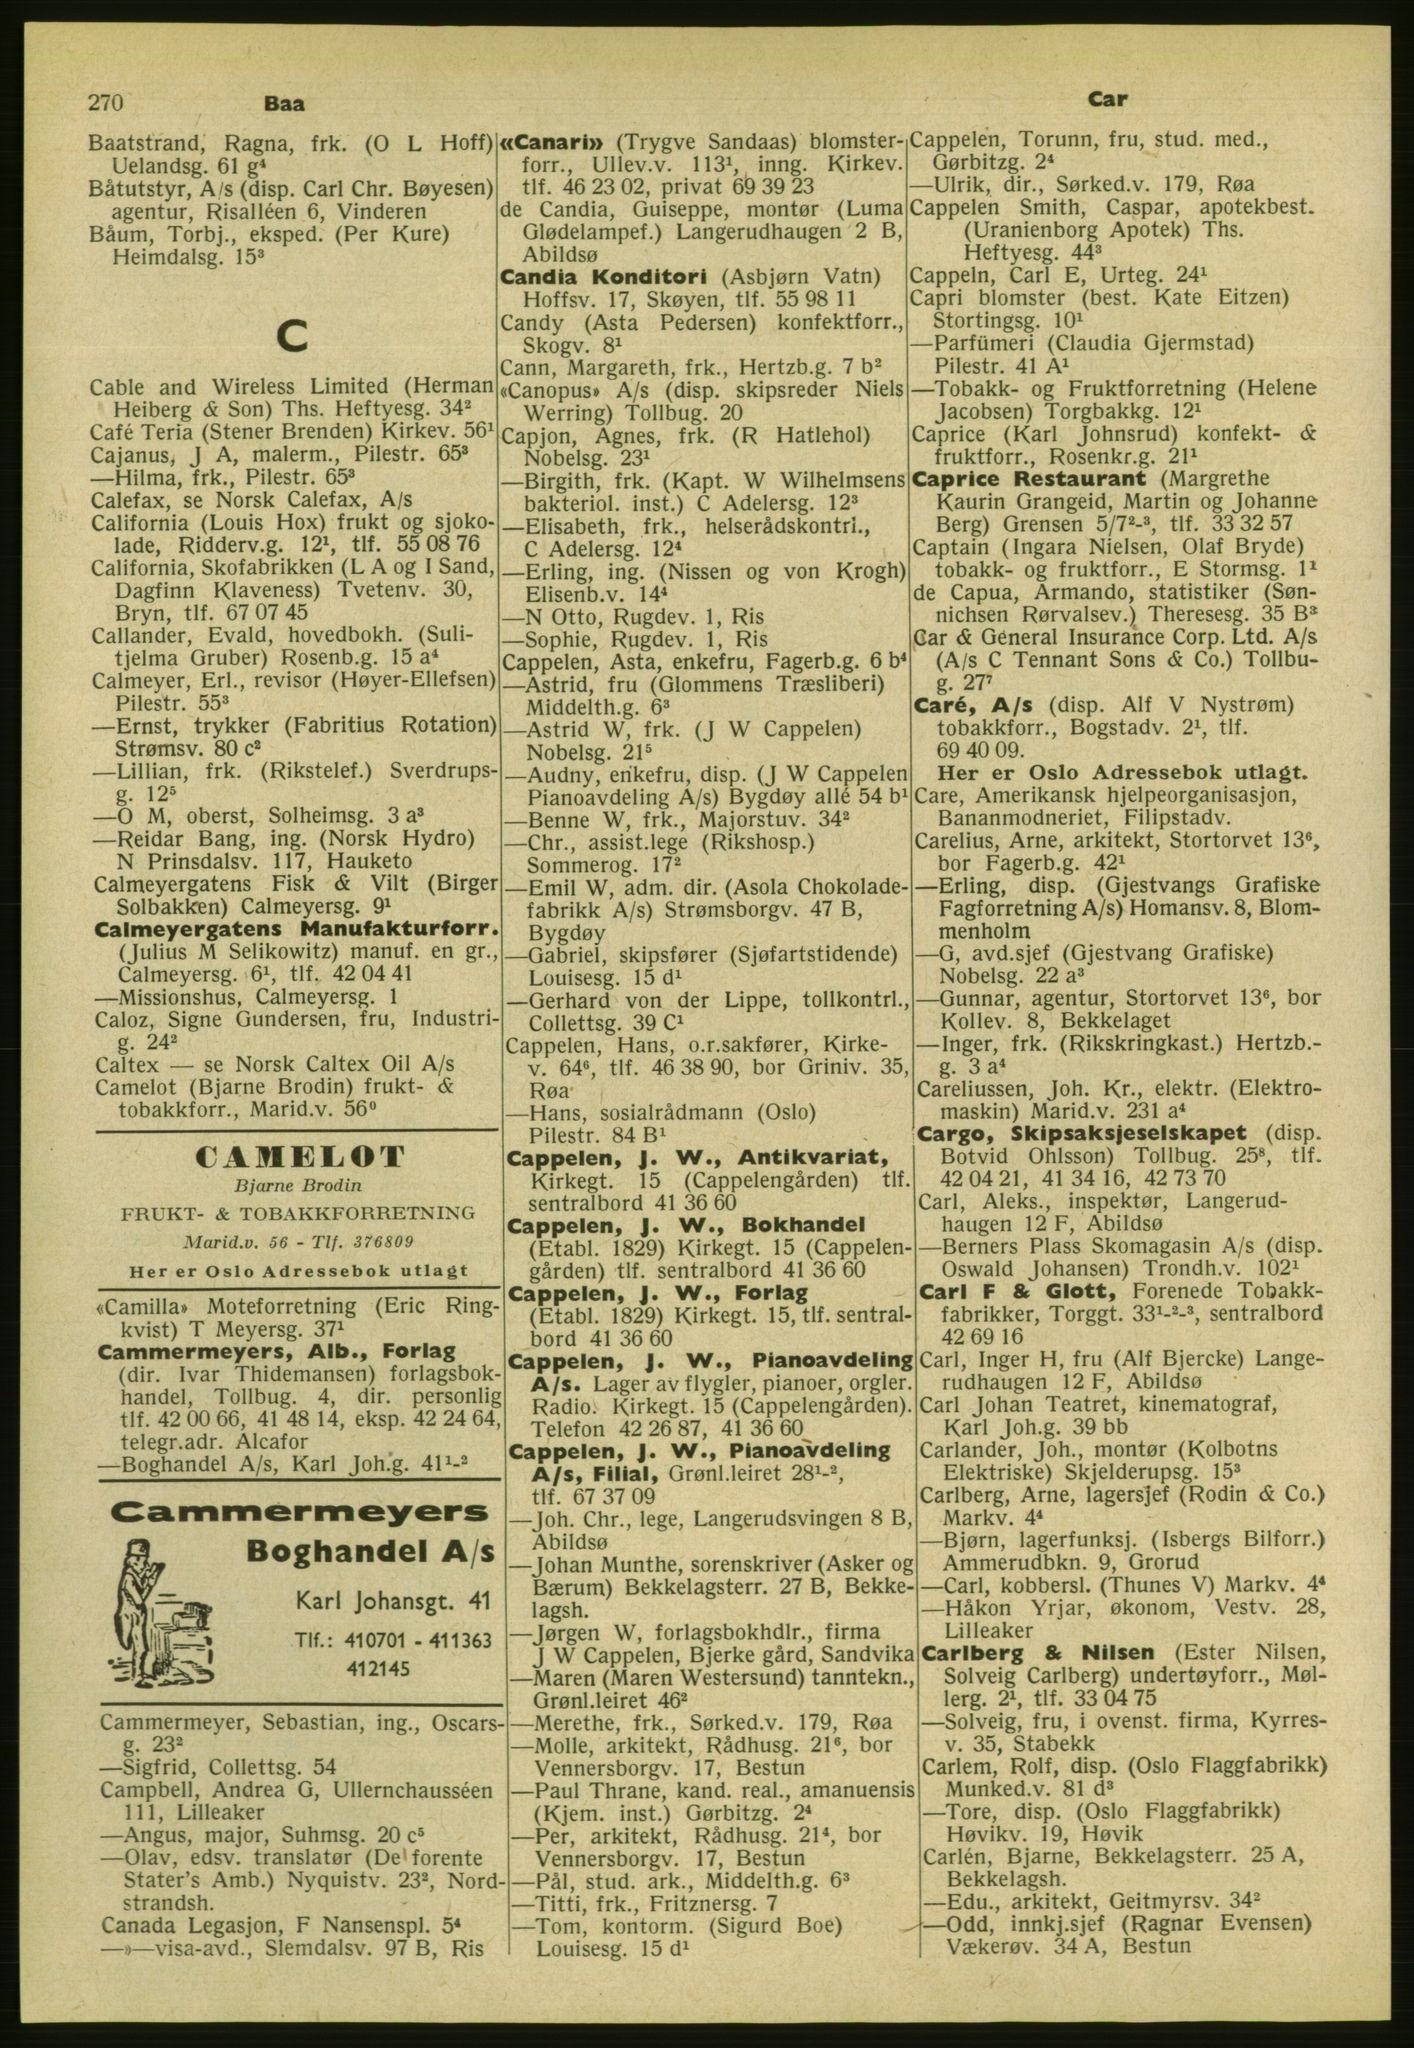 270 Baa Car
Baatstrand, Ragna, frk. (O L Hoff)
Uelandsg. 61 g⁴
Båtutstyr, A/s (disp. Carl Chr. Bøyesen)
agentur, Risalléen 6, Vinderen
Båum, Torbj., eksped. (Per Kure)
Heimdalsg. 15³
C
Cable and Wireless Limited (Herman
Heiberg & Son) Ths. Heftyesg. 34²
Café Teria (Stener Brenden) Kirkev. 56¹
Cajanus, J A, malerm., Pilestr. 65³
—Hilma, frk., Pilestr. 65³
Calefax, se Norsk Calefax, A/s
California (Louis Hox) frukt og sjoko-
lade, Ridderv.g. 12¹, tlf. 55 08 76
California, Skofabrikken (L A og I Sand,
Dagfinn Klaveness) Tvetenv. 30,
Bryn, tlf. 67 07 45
Callander, Evald, hovedbokh. (Suli-
tjelma Gruber) Rosenb.g. 15 a⁴
Calmeyer, Erl., revisor (Høyer-Ellefsen)
Pilestr. 55³
—Ernst, trykker (Fabritius Rotation)
Strømsv. 80 c²
—Lillian, frk. (Rikstelef.) Sverdrups-
g. 12⁵
—O M, oberst, Solheimsg. 3 a³
—Reidar Bang, ing. (Norsk Hydro)
N Prinsdalsv. 117, Hauketo
Calmeyergatens Fisk & Vilt (Birger
Solbakken) Calmeyersg. 9¹
Calmeyergatens Manufakturforr.
(Julius M Selikowitz) manuf. en gr.,
Calmeyersg. 6¹, tlf. 42 04 41
—Missionshus, Calmeyersg. 1
Caloz, Signe Gundersen, fru, Industri-
g. 24²
Caltex — se Norsk Caltex Oil A/s
Camelot (Bjarne Brodin) frukt- &
tobakkforr., Marid.v. 56⁰
CAMELOT
Bjarne Brodin
FRUKT- & TOBAKKFORRETNING
Marid.v. 56 - Tlf. 376809
Her er Oslo Adressebok utlagt
«Camilla» Moteforretning (Eric Ring-
kvist) T Meyersg. 37¹
Cammermeyers, Alb., Forlag
(dir. Ivar Thidemansen) forlagsbok-
handel, Tollbug. 4, dir. personlig
tlf. 42 00 66, 41 48 14, eksp. 42 24 64,
telegr.adr. Alcafor
—Boghandel A/s, Karl Joh.g. 41¹-²
Cammermeyers
Boghandel A/s
Karl Johansgt. 41
Tlf.: 410701 - 411363
412145
Cammermeyer, Sebastian, ing., Oscars-
g. 23²
—Sigfrid, Collettsg. 54
Campbell, Andrea G, Ullernchausséen
111, Lilleaker
—Angus, major, Suhmsg. 20 c⁵
—Olav, edsv. translatør (De forente
Stater's Amb.) Nyquistv. 23², Nord-
strandsh.
Canada Legasjon, F Nansenspl. 5⁴
—»—visa-avd., Slemdalsv. 97 B, Ris
«Canari» (Trygve Sandaas) blomster-
forr., Ullev.v. 113¹, inng. Kirkev.
tlf. 46 23 02, privat 69 39 23
de Candia, Guiseppe, montør (Luma
Glødelampef.) Langerudhaugen 2 B,
Abildsø
Candia Konditori (Asbjørn Vatn)
Hoffsv. 17, Skøyen, tlf. 55 98 11
Candy (Asta Pedersen) konfektforr.,
Skogv. 8¹
Cann, Margareth, frk., Hertzb.g. 7 b²
«Canopus» A/s (disp. skipsreder Niels
Werring) Tollbug. 20
Capjon, Agnes, frk. (R Hatlehol)
Nobelsg. 23¹
—Birgith, frk. (Kapt. W Wilhelmsens
bakteriol. inst.) C Adelersg. 12³
—Elisabeth, frk., helserådskontrl.,
C Adelersg. 12⁴
—Erling, ing. (Nissen og von Krogh)
Elisenb.v. 14⁴
—N Otto, Rugdev. 1, Ris
—Sophie, Rugdev. 1, Ris
Cappelen, Asta, enkefru, Fagerb.g. 6 b⁴
—Astrid, fru (Glommens Træsliberi)
Middelth.g. 6³
—Astrid W, frk. (J W Cappelen)
Nobelsg. 21⁵
—Audny, enkefru, disp. (J W Cappelen
Pianoavdeling A/s) Bygdøy allé 54 b¹
—Benne W, frk., Majorstuv. 34²
—Chr., assist.lege (Rikshosp.)
Sommerog. 17²
—Emil W, adm. dir. (Asola Chokolade-
fabrikk A/s) Strømsborgv. 47 B,
Bygdøy
—Gabriel, skipsfører (Sjøfartstidende)
Louisesg. 15 d¹
—Gerhard von der Lippe, tollkontrl.,
Collettsg. 39 C¹
Cappelen, Hans, o.r.sakfører, Kirke-
v. 64⁶, tlf. 46 38 90, bor Griniv. 35,
Røa
—Hans, sosialrådmann (Oslo)
Pilestr. 84 B¹
Cappelen, J. W., Antikvariat,
Kirkegt. 15 (Cappelengården) tlf.
sentralbord 41 36 60
Cappelen, J. W., Bokhandel
(Etabl. 1829) Kirkegt. 15 (Cappelen-
gården) tlf. sentralbord 41 36 60
Cappelen, J. W., Forlag
(Etabl. 1829) Kirkegt. 15, tlf. sentral-
bord 41 36 60
Cappelen, J. W., Pianoavdeling
A/s. Lager av flygler, pianoer, orgler.
Radio. Kirkegt. 15 (Cappelengården).
Telefon 42 26 87, 41 36 60
Cappelen, J. W., Pianoavdeling
A/s, Filial, Grønl.leiret 28¹-²,
tlf. 67 37 09
—Joh. Chr., lege, Langerudsvingen 8 B,
Abildsø
—Johan Munthe, sorenskriver (Asker og
Bærum) Bekkelagsterr. 27 B, Bekke-
lagsh.
—Jørgen W, forlagsbokhdlr., firma
J W Cappelen, Bjerke gård, Sandvika
—Maren (Maren Westersund) tanntekn.,
Grønl.leiret 46²
—Merethe, frk., Sørked.v. 179, Røa
—Molle, arkitekt, Rådhusg. 21⁶, bor
Vennersborgv. 17, Bestun
—Paul Thrane, kand. real., amanuensis
(Kjem. inst.) Gørbitzg. 2⁴
—Per, arkitekt, Rådhusg. 21⁴, bor
Vennersborgv. 17, Bestun
—Pål, stud. ark., Middelth.g. 6³
—Titti, frk., Fritznersg. 7
—Tom, kontorm. (Sigurd Boe)
Louisesg. 15 d¹
Cappelen, Torunn, fru, stud. med.,
Gørbitzg. 2⁴
—Ulrik, dir., Sørked.v. 179, Røa
Cappelen Smith, Caspar, apotekbest.
(Uranienborg Apotek) Ths.
Heftyesg. 44³
Cappeln, Carl E, Urteg. 24¹
Capri blomster (best. Kate Eitzen)
Stortingsg. 10¹
—Parfümeri (Claudia Gjermstad)
Pilestr. 41 A¹
—Tobakk- og Fruktforretning (Helene
Jacobsen) Torgbakkg. 12¹
Caprice (Karl Johnsrud) konfekt- &
fruktforr., Rosenkr.g. 21¹
Caprice Restaurant (Margrethe
Kaurin Grangeid, Martin og Johanne
Berg) Grensen 5/7²-³, tlf. 33 32 57
Captain (Ingara Nielsen, Olaf Bryde)
tobakk- og fruktforr., E Stormsg. 1¹
de Capua, Armando, statistiker (Søn-
nichsen Rørvalsev.) Theresesg. 35 B³
Car & General Insurance Corp. Ltd. A/s
(A/s C Tennant Sons & Co.) Tollbu-
g. 27⁷
Caré, A/s (disp. Alf V Nystrøm)
tobakkforr., Bogstadv. 2¹, tlf.
69 40 09.
Her er Oslo Adressebok utlagt.
Care, Amerikansk hjelpeorganisasjon,
Bananmodneriet, Filipstadv.
Carelius, Arne, arkitekt, Stortorvet 13⁶,
bor Fagerb.g. 42¹
—Erling, disp. (Gjestvangs Grafiske
Fagforretning A/s) Homansv. 8, Blom-
menholm
—G, avd.sjef (Gjestvang Grafiske)
Nobelsg. 22 a³
—Gunnar, agentur, Stortorvet 13⁶, bor
Kollev. 8, Bekkelaget
—Inger, frk. (Rikskringkast.) Hertzb.-
g. 3 a⁴
Careliussen, Joh. Kr., elektr. (Elektro-
maskin) Marid.v. 231 a⁴
Cargo, Skipsaksjeselskapet (disp.
Botvid Ohlsson) Tollbug. 25⁸, tlf.
42 04 21, 41 34 16, 42 73 70
Carl, Aleks., inspektør, Langerud-
haugen 12 F, Abildsø
—Berners Plass Skomagasin A/s (disp.
Oswald Johansen) Trondh.v. 102¹
Carl F & Glott, Forenede Tobakk-
fabrikker, Torggt. 33¹-²-³, sentralbord
42 69 16
Carl, Inger H, fru (Alf Bjercke) Lange-
rudhaugen 12 F, Abildsø
Carl Johan Teatret, kinematograf,
Karl Joh.g. 39 bb
Carlander, Joh., montør (Kolbotns
Elektriske) Skjelderupsg. 15³
Carlberg, Arne, lagersjef (Rodin & Co.)
Markv. 4⁴
—Bjørn, lagerfunksj. (Isbergs Bilforr.)
Ammerudbkn. 9, Grorud
—Carl, kobbersl. (Thunes V) Markv. 4⁴
—Håkon Yrjar, økonom, Vestv. 28,
Lilleaker
Carlberg & Nilsen (Ester Nilsen,
Solveig Carlberg) undertøyforr., Møl-
lerg. 2¹, tlf. 33 04 75
—Solveig, fru, i ovenst. firma, Kyrres-
v. 35, Stabekk
Carlem, Rolf, disp. (Oslo Flaggfabrikk)
Munked.v. 81 d³
—Tore, disp. (Oslo Flaggfabrikk)
Høvikv. 19, Høvik
Carlén, Bjarne, Bekkelagsterr. 25 A,
Bekkelagsh.
—Edu., arkitekt, Geitmyrsv. 34²
—Odd, innkj.sjef (Ragnar Evensen)
Vækerøv. 34 A, Bestun